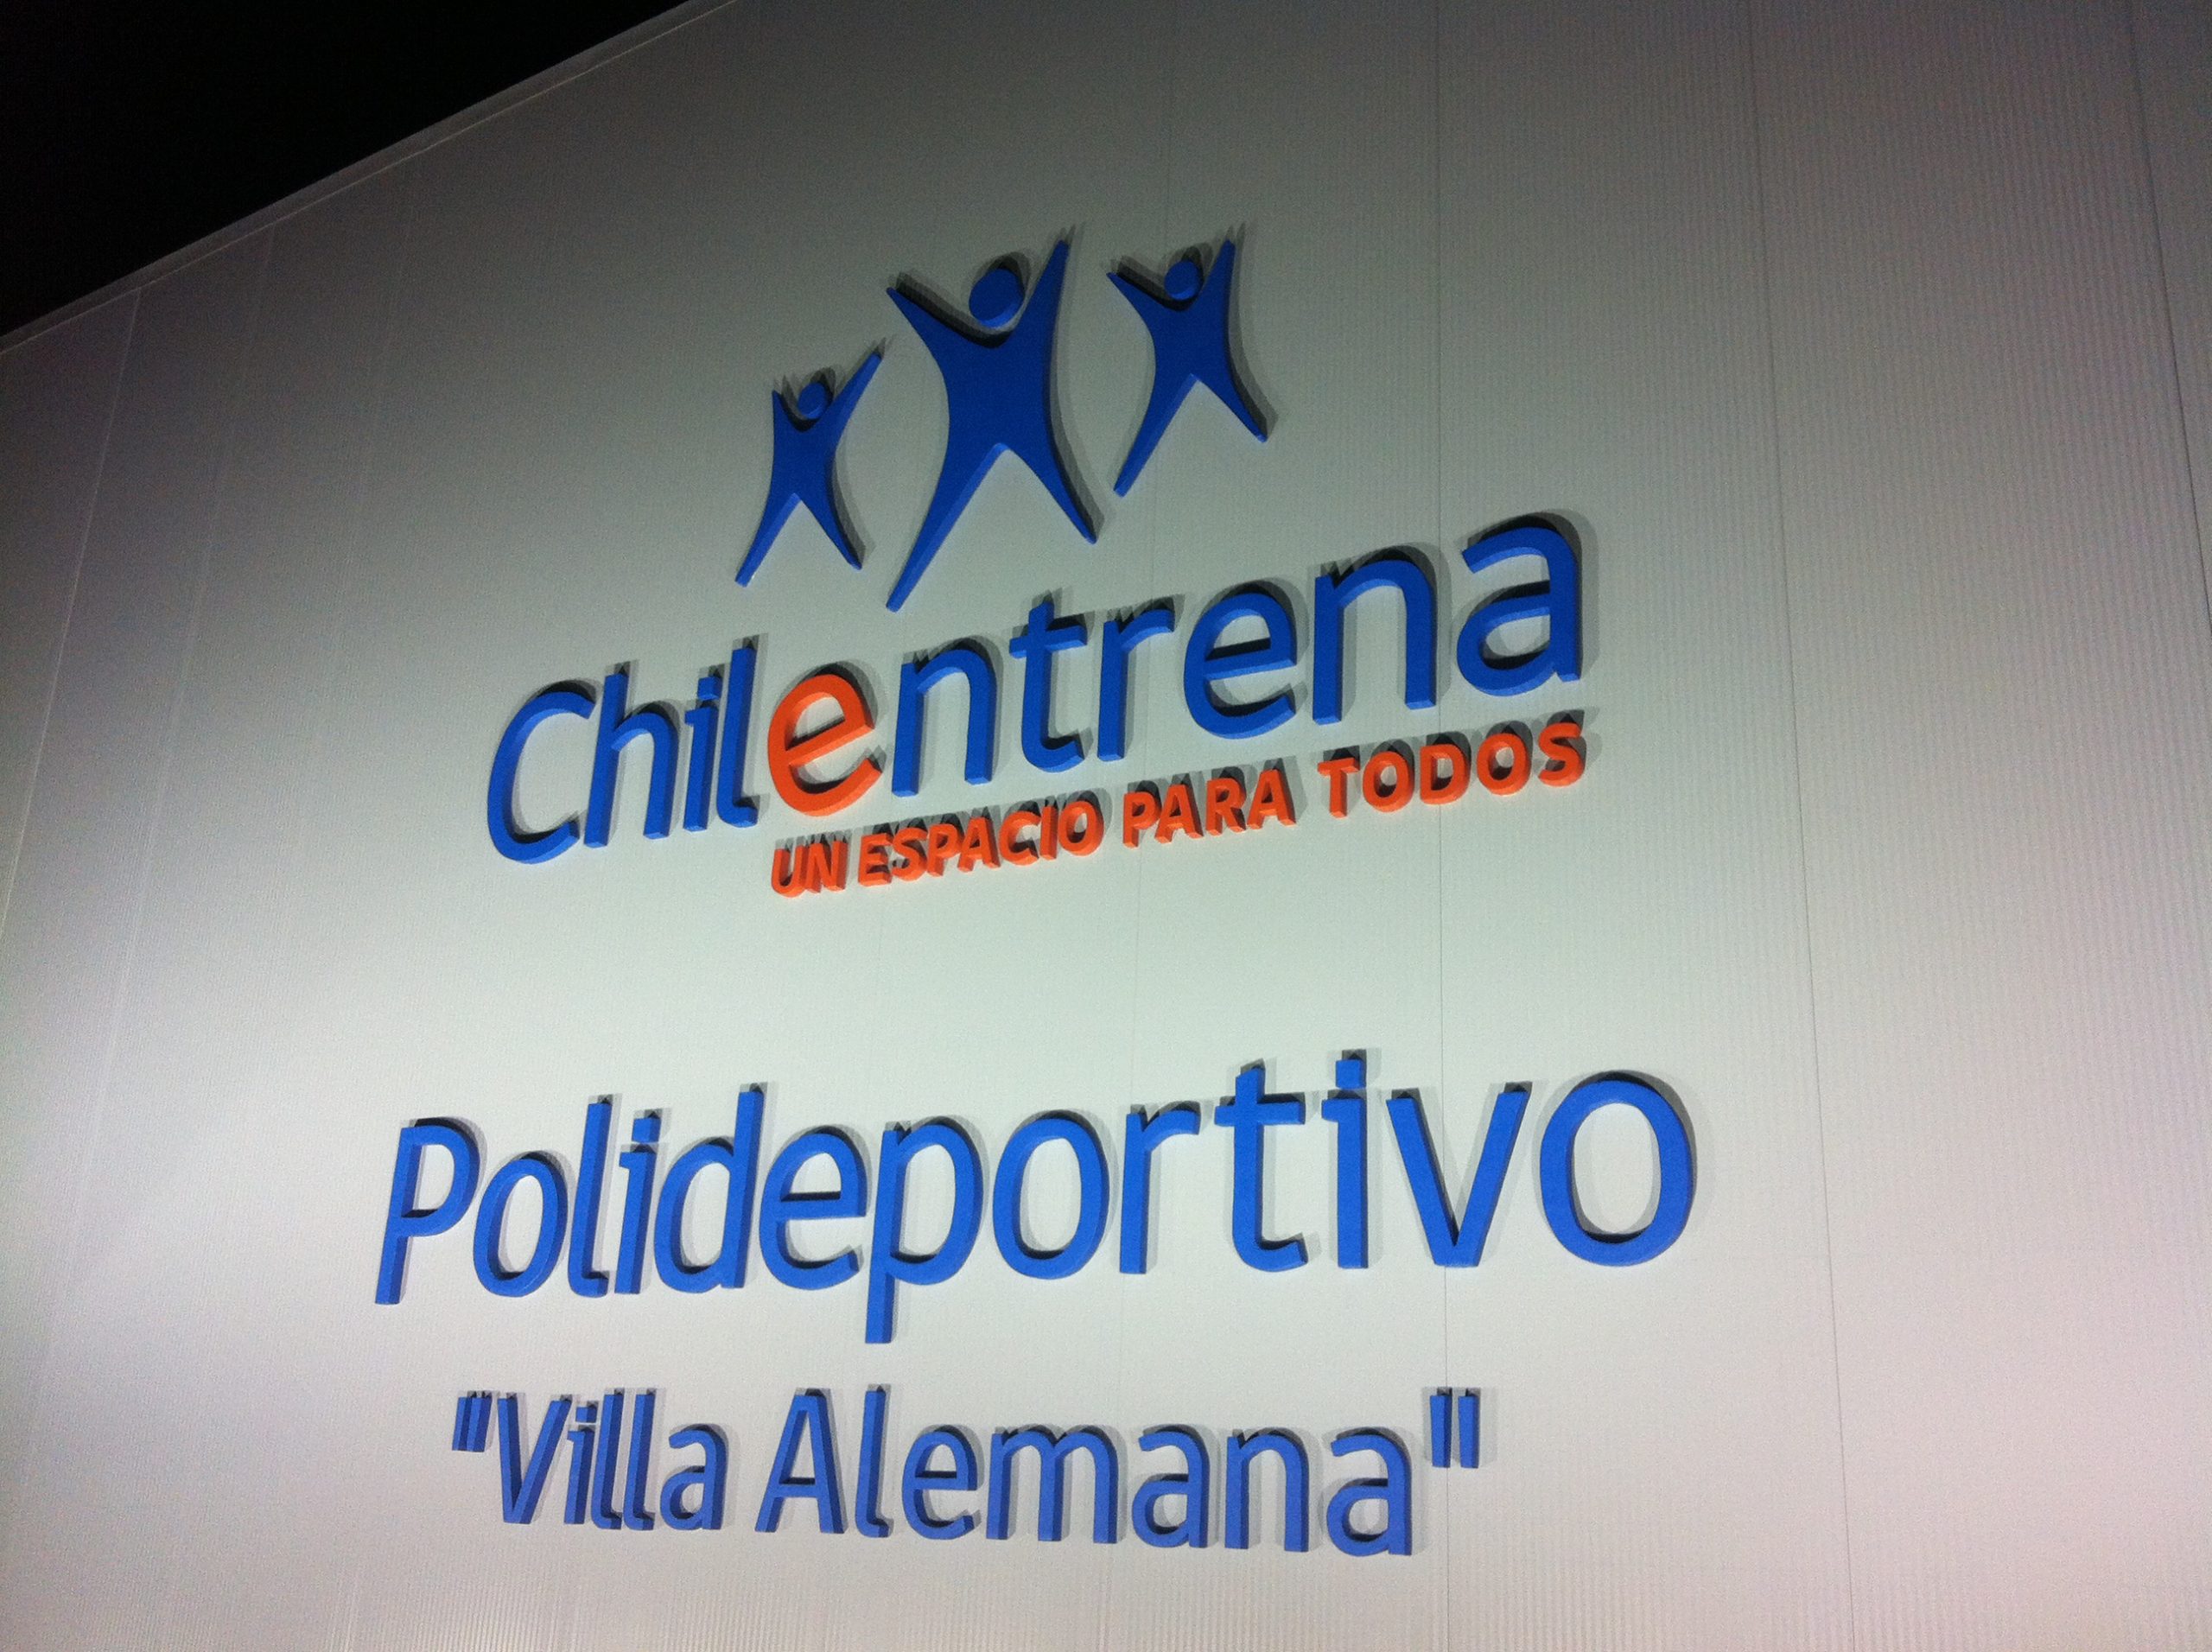 Chilentrena
UN ESPACIO PARA TODOS
Polideportivo
"Villa Alemana"